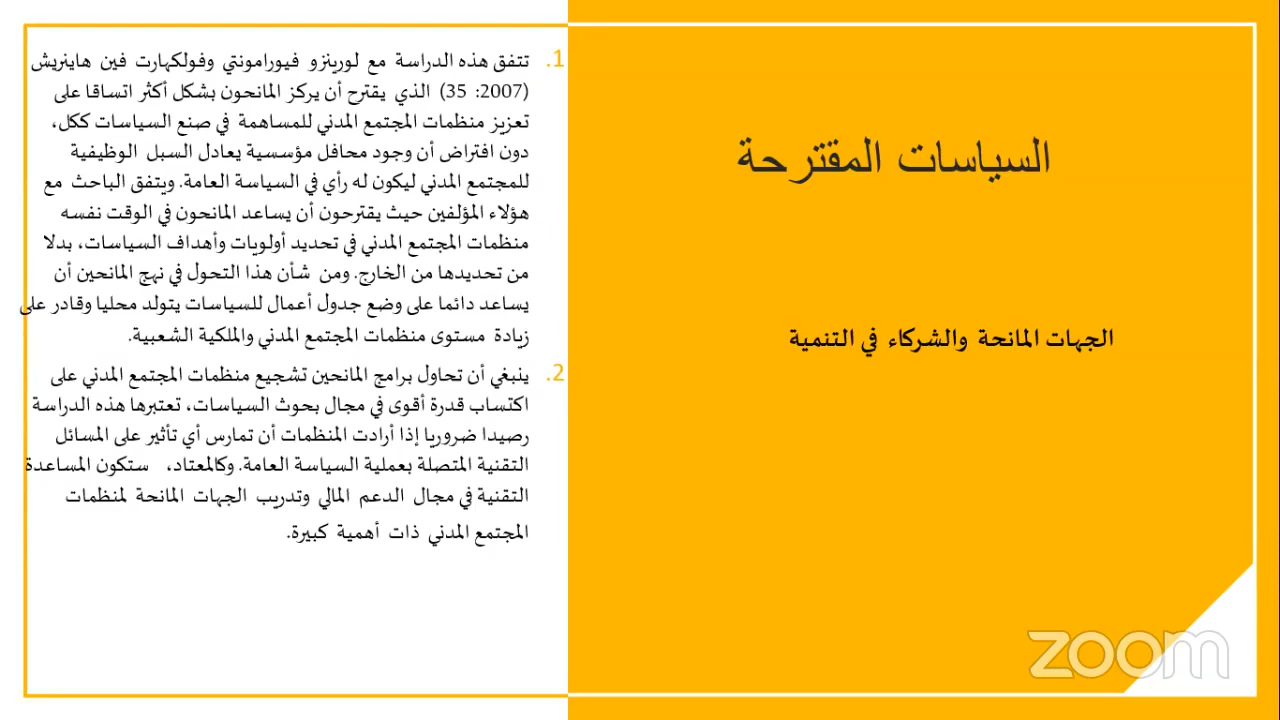 السياسات المقترحة
الجهات المانحة والشركاء في التنمية
1. تتفق هذه الدراسة مع لورينزو فيورامونتي وفولكهارت فين هاينريش
(2007: 35) الذي يقترح أن يركز المانحون بشكل أكثر اتساقا على
تعزيز منظمات المجتمع المدني للمساهمة في صنع السياسات ككل،
دون افتراض أن وجود محافل مؤسسية يعادل السبل الوظيفية
للمجتمع المدني ليكون له رأي في السياسة العامة. ويتفق الباحث مع
هؤلاء المؤلفين حيث يقترحون أن يساعد المانحون في الوقت نفسه
منظمات المجتمع المدني في تحديد أولويات وأهداف السياسات، بدلا
من تحديدها من الخارج. ومن شأن هذا التحول في نهج المانحين أن
يساعد دائما على وضع جدول أعمال للسياسات يتولد محليا وقادر على
زيادة مستوى منظمات المجتمع المدني والملكية الشعبية.
2. ينبغي أن تحاول برامج المانحين تشجيع منظمات المجتمع المدني على
اكتساب قدرة أقوى في مجال بحوث السياسات، تعتبرها هذه الدراسة
رصيدا ضروريا إذا أرادت المنظمات أن تمارس أي تأثير على المسائل
التقنية المتصلة بعملية السياسة العامة. وكالمعتاد، ستكون المساعدة
التقنية في مجال الدعم المالي وتدريب الجهات المانحة لمنظمات
المجتمع المدني ذات أهمية كبيرة.
zoom